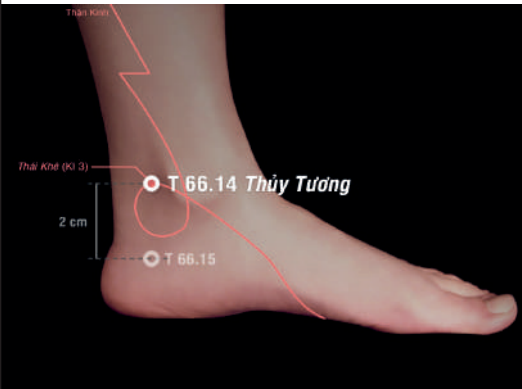 Thận Kinh
Thái Khê (KI 3)
T 66.14 Thủy Tương
2 cm
T 66.15